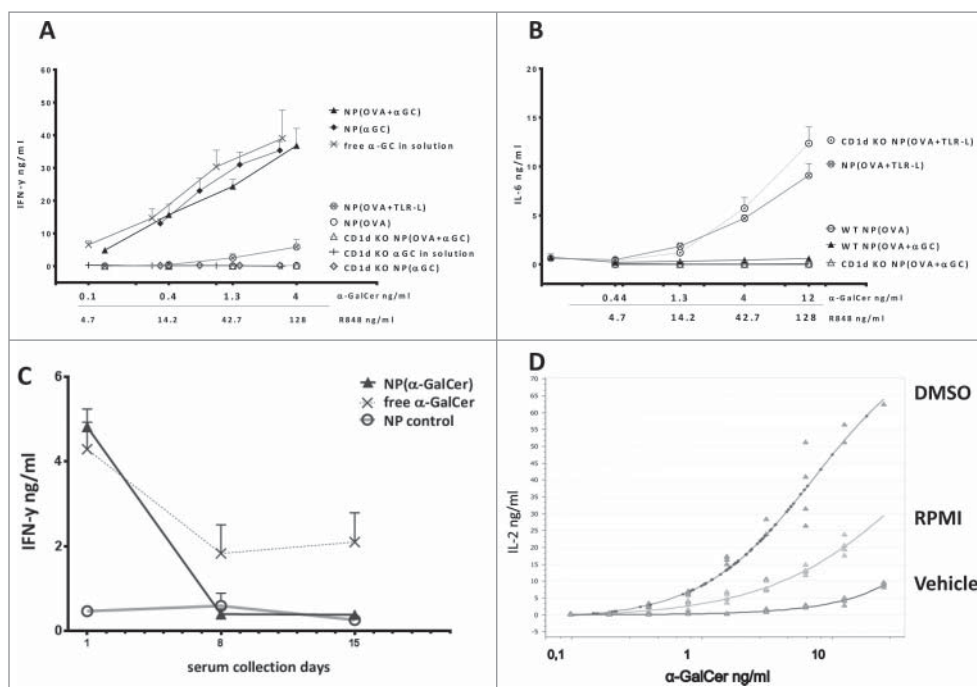 A
60
50
40
30
20
10
0
IFN-γ ng/ml
NP(OVA+αGC)
NP(αGC)
free α-GC in solution
NP(OVA+TLR-L)
NP(OVA)
CD1d KO NP(OVA+αGC)
CD1d KO αGC in solution
CD1d KO NP(αGC)
0.1 0.4 1.3 4 α-GalCer ng/ml
4.7 14.2 42.7 128 R848 ng/ml
B
20
15
10
5
0
IL-6 ng/ml
CD1d KO NP(OVA+TLR-L)
NP(OVA+TLR-L)
WT NP(OVA)
WT NP(OVA+αGC)
CD1d KO NP(OVA+αGC)
0.44 1.3 4 12 α-GalCer ng/ml
4.7 14.2 42.7 128 R848 ng/ml
C
6
4
2
0
IFN-γ ng/ml
NP(α-GalCer)
free α-GalCer
NP control
1 8 15
serum collection days
D
70
65
60
55
50
45
40
35
30
25
20
15
10
5
0
-5
IL-2 ng/ml
DMSO
RPMI
Vehicle
0,1 1 10
α-GalCer ng/ml